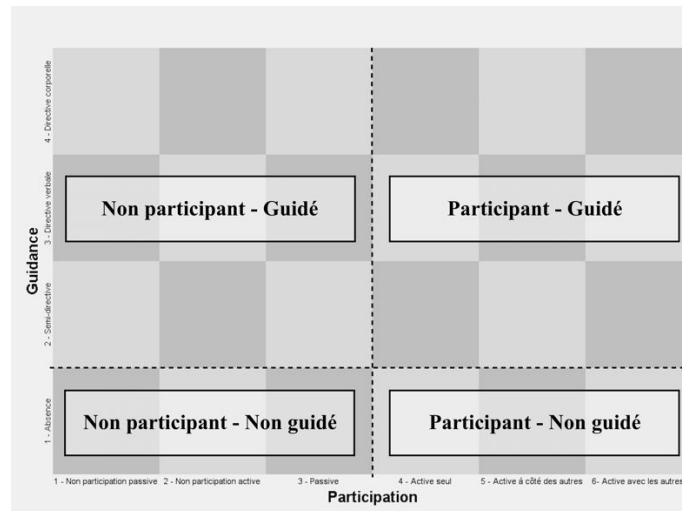 4 - Directive corporelle
3 - Directive verbale
2 - Semi-directive
1 - Absence
Guidance
Non participant - Guidé
Participant - Guidé
Non participant - Non guidé
Participant - Non guidé
1 - Non participation passive
2 - Non participation active
3 - Passive
4 - Active seul
5 - Active à côté des autres
6- Active avec les autres
Participation